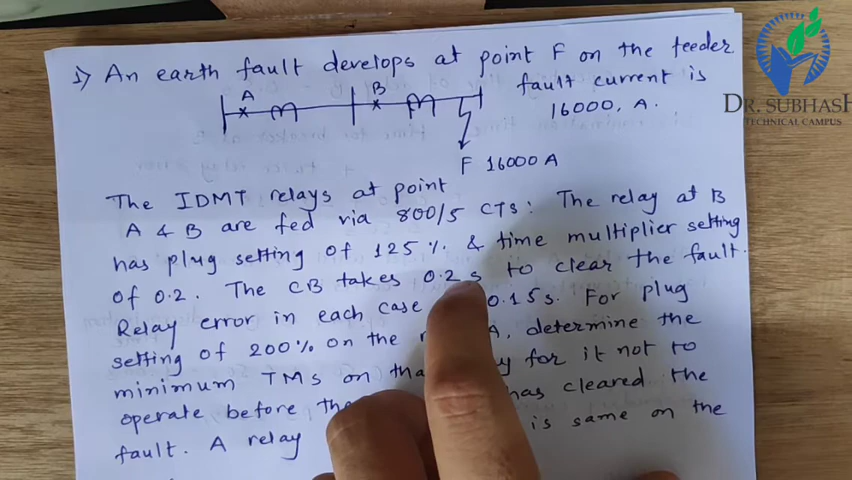 1) An earth fault develops at point F on the feeder
fault current is
16000, A.
A
B
F 16000 A
The IDMT relays at point
A & B are fed via 800/5 CTs: The relay at B
has plug setting of 125% & time multiplier setting
of 0.2. The CB takes 0.2s to clear the fault.
Relay error in each case 0.15s. For plug
setting of 200% on the A, determine the
minimum TMS on for it not to
operate before has cleared the
fault. A relay is same on the
DR. SUBHASH
TECHNICAL CAMPUS